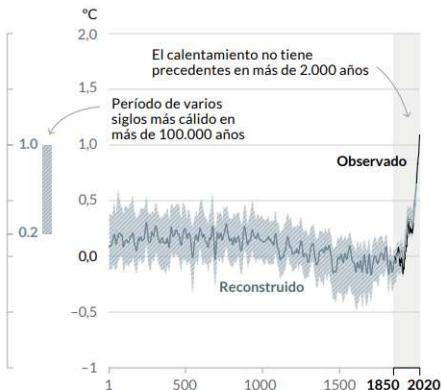 °C
2,0
El calentamiento no tiene
precedentes en más de 2.000 años
1,5
Período de varios
siglos más cálido en
más de 100.000 años
1.0
1,0
Observado
0,5
0.2
0,0
Reconstruido
−0,5
−1
1 500 1000 1500 1850 2020